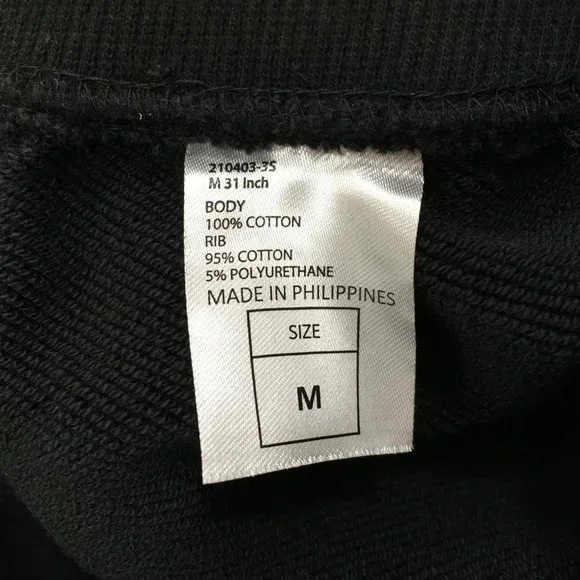 210403-3S
M 31 Inch
BODY
100% COTTON
RIB
95% COTTON
5% POLYURETHANE
MADE IN PHILIPPINES
SIZE
M